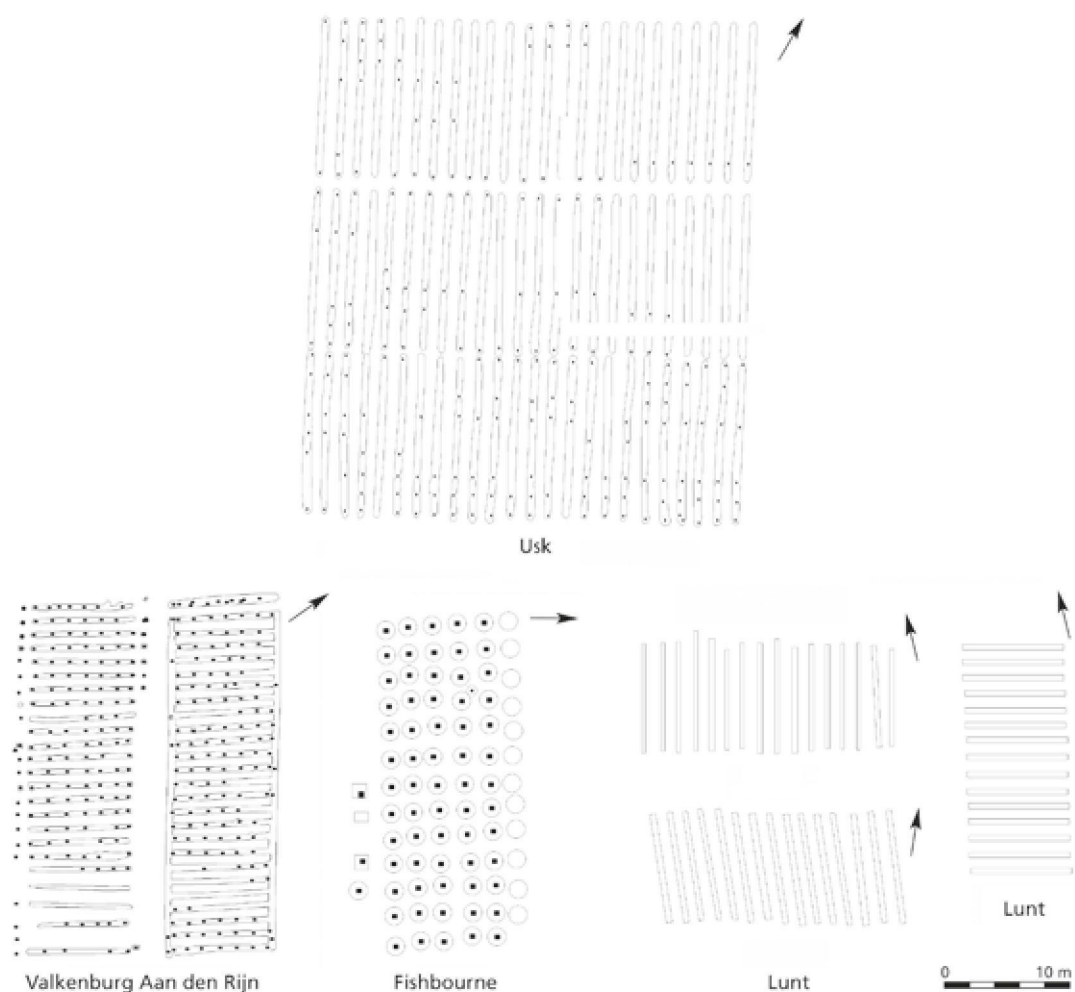 Usk
Valkenburg Aan den Rijn
Fishbourne
Lunt
Lunt
0 10 m